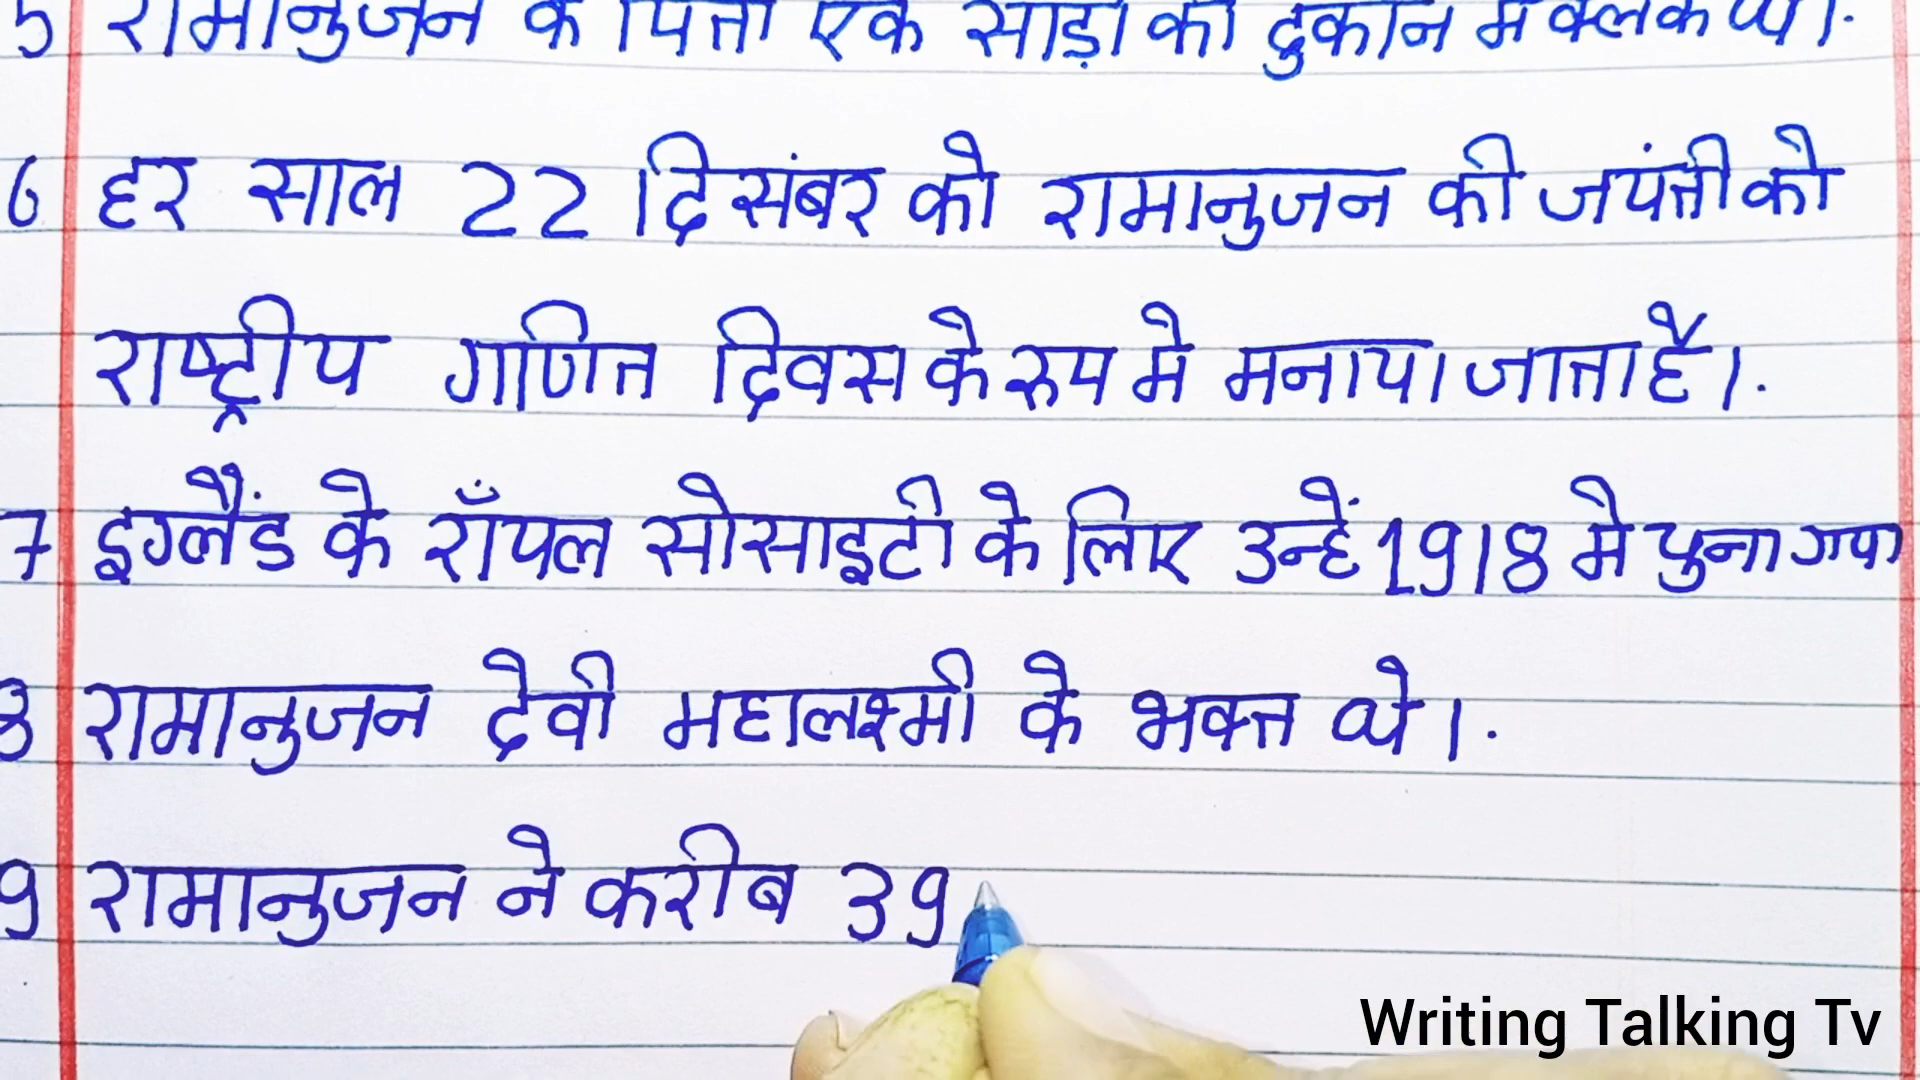 5 रामानुजन के पिता एक साड़ी की दुकान में क्लर्क थे।.
6 हर साल 22 दिसंबर को रामानुजन की जयंती को
राष्ट्रीय गणित दिवस के रूप मे मनाया जाता है।.
7 इग्लैंड के रॉंयल सोसाइटी के लिए उन्हें 1918 मे चुना गया
8 रामानुजन देवी महालक्ष्मी के भक्त थे।.
9 रामानुजन ने करीब 39
Writing Talking Tv